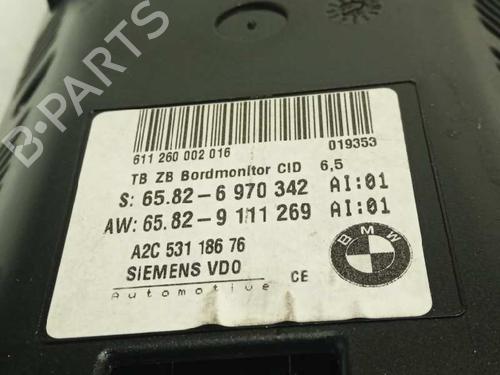 B-PARTS
611 260 002 016
019353
TB ZB Bordmonitor CID 6,5
S: 65.82-6 970 342 AI:01
AW: 65.82-9 111 269 AI:01
A2C 531 186 76
SIEMENS VDO
CE
Automotive
BMW